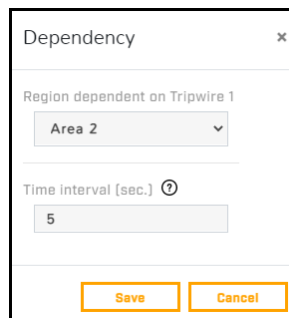 Dependency ×
Region dependent on Tripwire 1
Area 2
Time interval (sec.) ?
5
Save Cancel